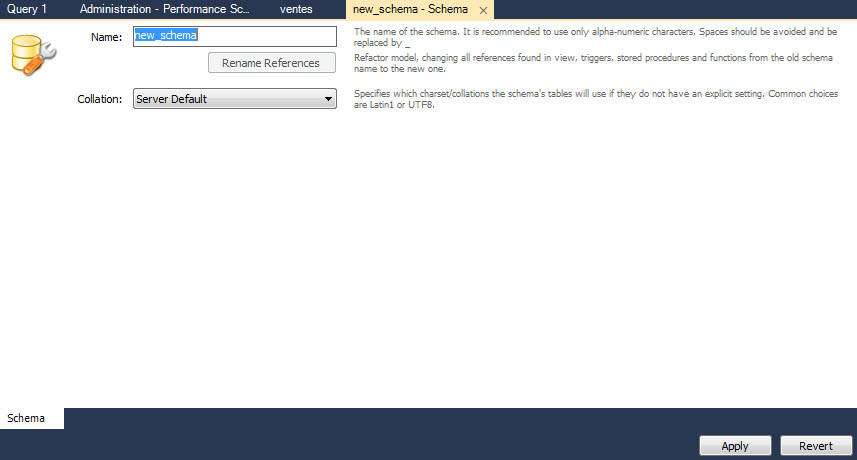 Query 1
Administration - Performance Sc...
ventes
new_schema - Schema
Name:
new_schema
The name of the schema. It is recommended to use only alpha-numeric characters. Spaces should be avoided and be
replaced by _
Rename References
Refactor model, changing all references found in view, triggers, stored procedures and functions from the old schema
name to the new one.
Collation:
Server Default
Specifies which charset/collations the schema's tables will use if they do not have an explicit setting. Common choices
are Latin1 or UTF8.
Schema
Apply
Revert